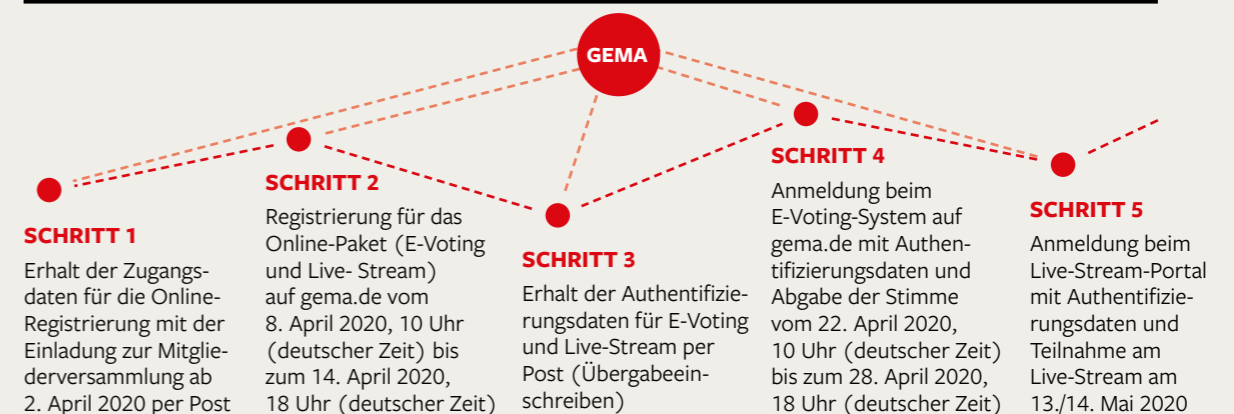 GEMA
SCHRITT 1
Erhalt der Zugangs-
daten für die Online-
Registrierung mit der
Einladung zur Mitglie-
derversammlung ab
2. April 2020 per Post
SCHRITT 2
Registrierung für das
Online-Paket (E-Voting
und Live- Stream)
auf gema.de vom
8. April 2020, 10 Uhr
(deutscher Zeit) bis
zum 14. April 2020,
18 Uhr (deutscher Zeit)
SCHRITT 3
Erhalt der Authentifizie-
rungsdaten für E-Voting
und Live-Stream per
Post (Übergabeein-
schreiben)
SCHRITT 4
Anmeldung beim
E-Voting-System auf
gema.de mit Authen-
tifizierungsdaten und
Abgabe der Stimme
vom 22. April 2020,
10 Uhr (deutscher Zeit)
bis zum 28. April 2020,
18 Uhr (deutscher Zeit)
SCHRITT 5
Anmeldung beim
Live-Stream-Portal
mit Authentifizie-
rungsdaten und
Teilnahme am
Live-Stream am
13./14. Mai 2020